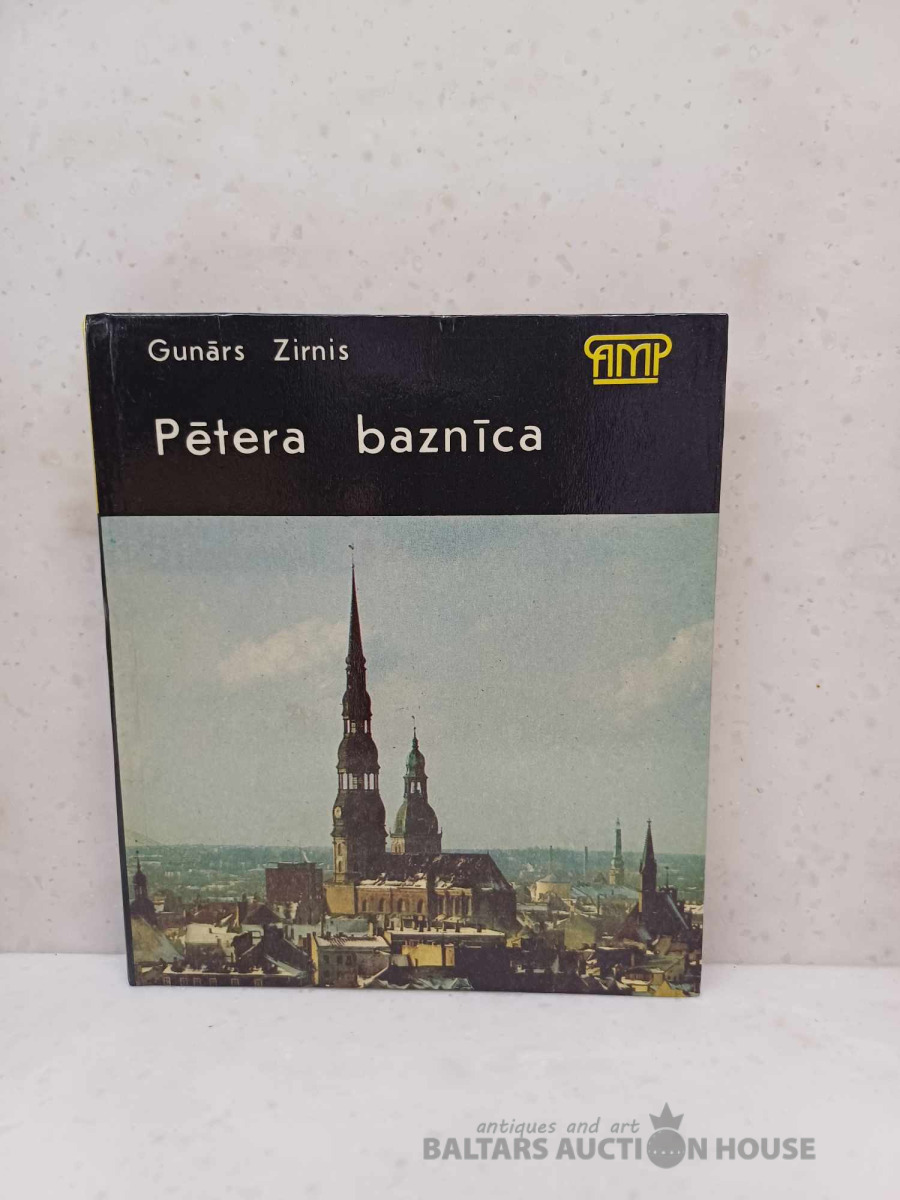 Gunārs Zirnis
AMP
Pētera baznīca
antiques and art
BALTARS AUCTION HOUSE